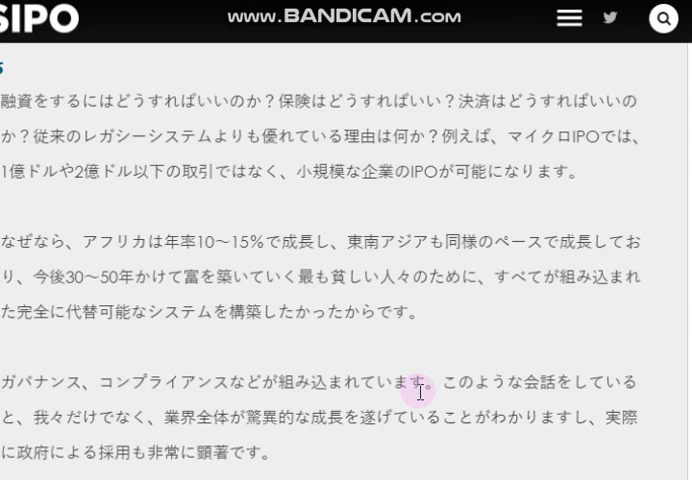 SIPO
www.BANDICAM.com
融資をするにはどうすればいいのか？保険はどうすればいい？決済はどうすればいいの
か？従来のレガシーシステムよりも優れている理由は何か？例えば、マイクロIPOでは、
1億ドルや2億ドル以下の取引ではなく、小規模な企業のIPOが可能になります。
なぜなら、アフリカは年率10〜15%で成長し、東南アジアも同様のペースで成長してお
り、今後30〜50年かけて富を築いていく最も貧しい人々のために、すべてが組み込まれ
た完全に代替可能なシステムを構築したかったからです。
ガバナンス、コンプライアンスなどが組み込まれています。このような会話をしている
と、我々だけでなく、業界全体が驚異的な成長を遂げていることがわかりますし、実際
に政府による採用も非常に顕著です。